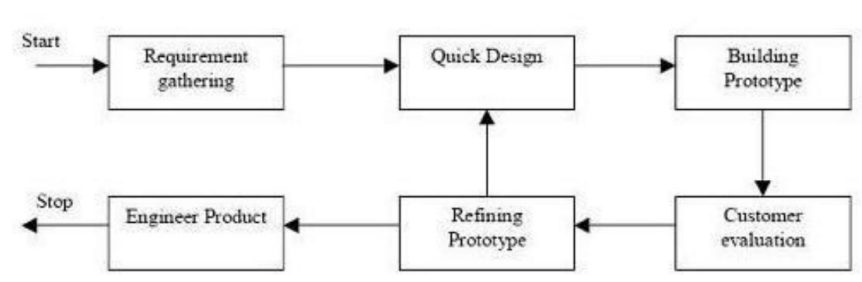 Start
Requirement
gathering
Quick Design
Building
Prototype
Stop
Engineer Product
Refining
Prototype
Customer
evaluation